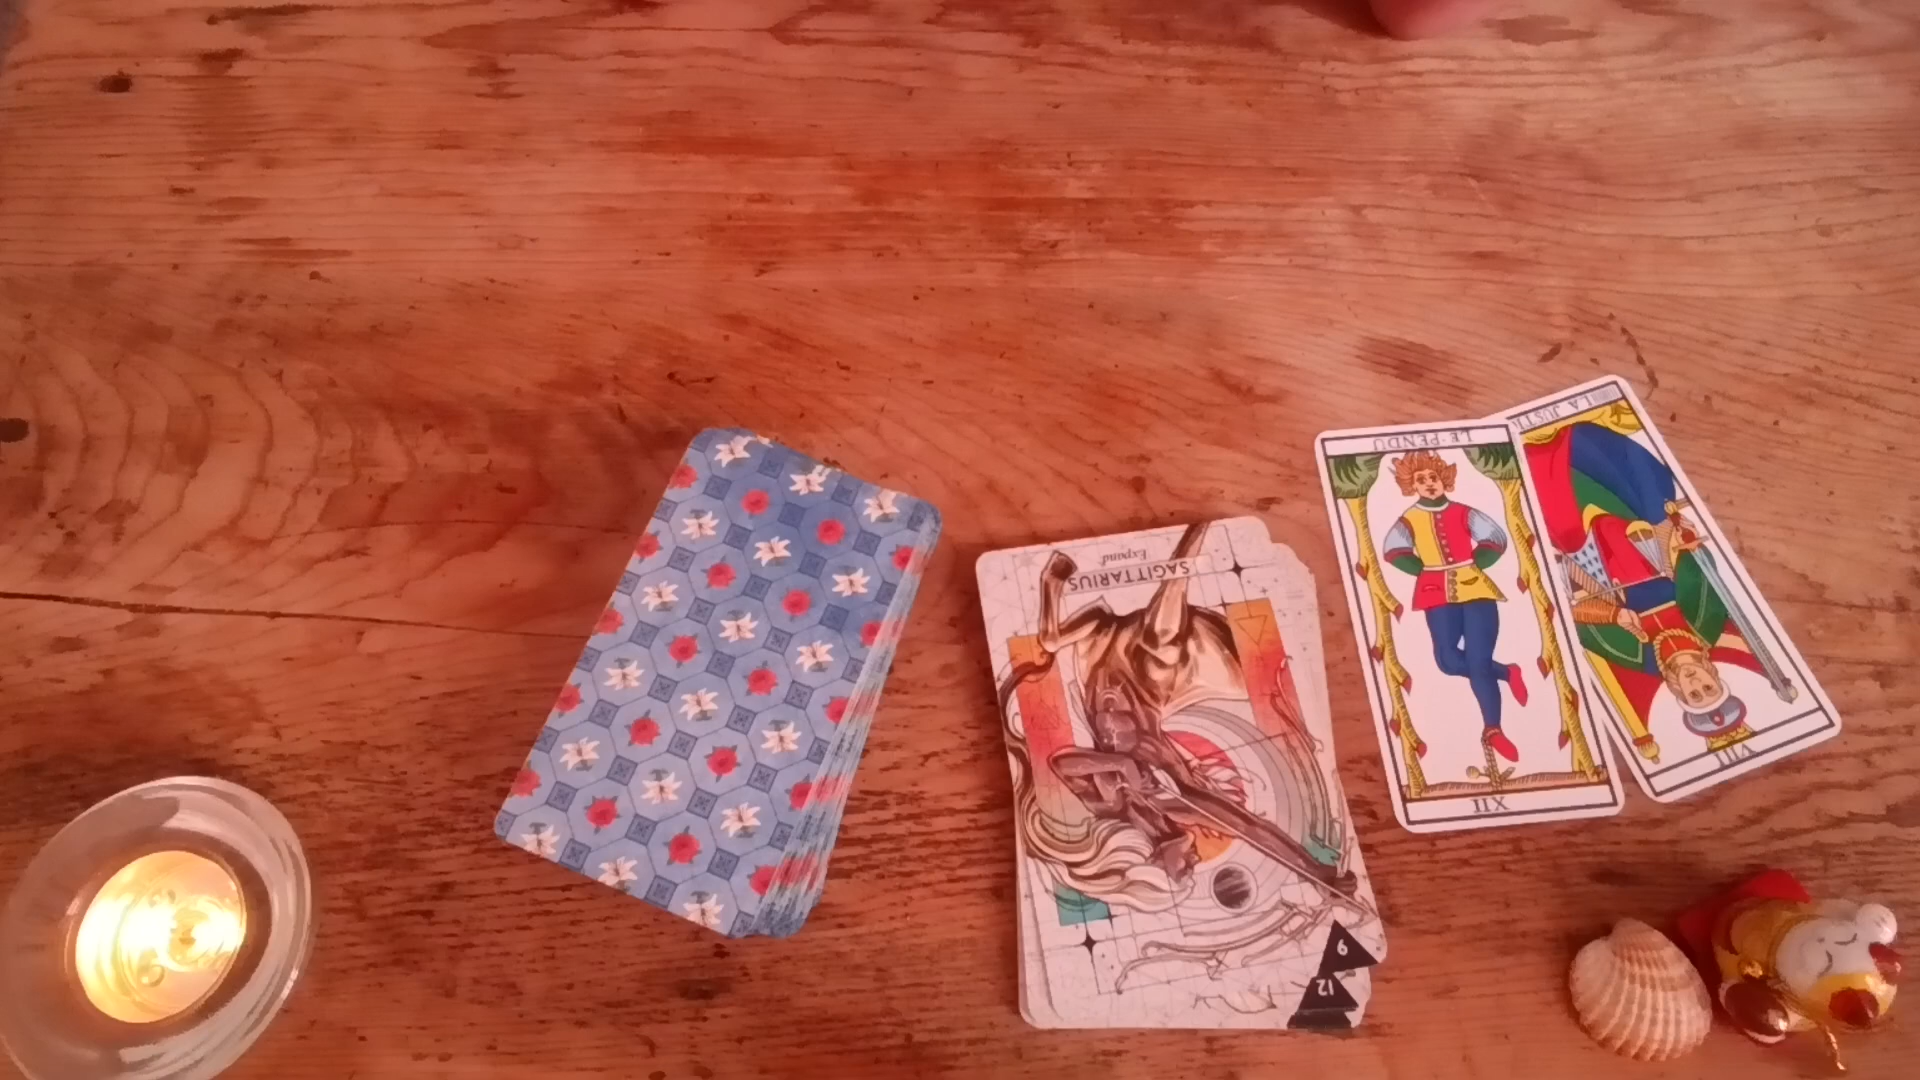 LE·PENDU
XII
LA JUSTI
VIII
SAGITTARIUS
Expand
9
12